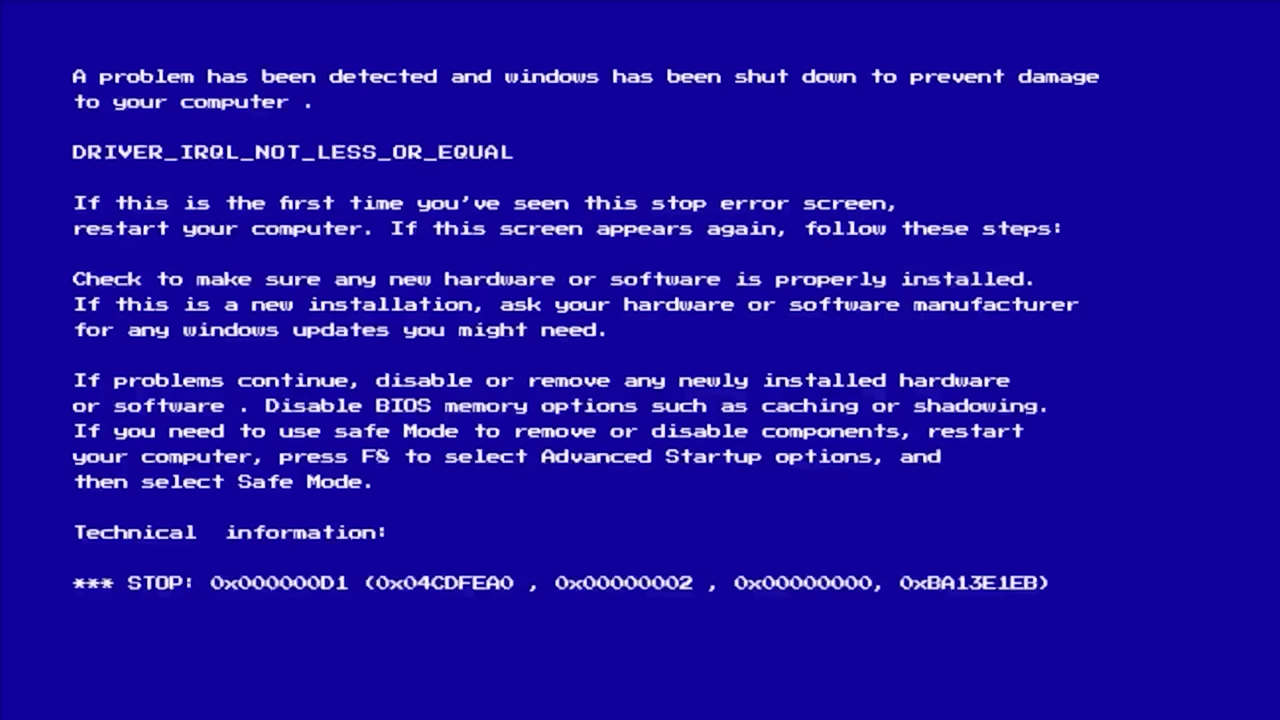 A problem has been detected and windows has been shut down to prevent damage
to your computer .
DRIVER_IRQL_NOT_LESS_OR_EQUAL
If this is the first time you've seen this stop error screen,
restart your computer. If this screen appears again, follow these steps:
Check to make sure any new hardware or software is properly installed.
If this is a new installation, ask your hardware or software manufacturer
for any windows updates you might need.
If problems continue, disable or remove any newly installed hardware
or software . Disable BIOS memory options such as caching or shadowing.
If you need to use safe Mode to remove or disable components, restart
your computer, press F8 to select Advanced Startup options, and
then select Safe Mode.
Technical  information:
*** STOP: 0x000000D1 (0x04CDFEA0 , 0x00000002 , 0x00000000, 0xBA13E1EB)